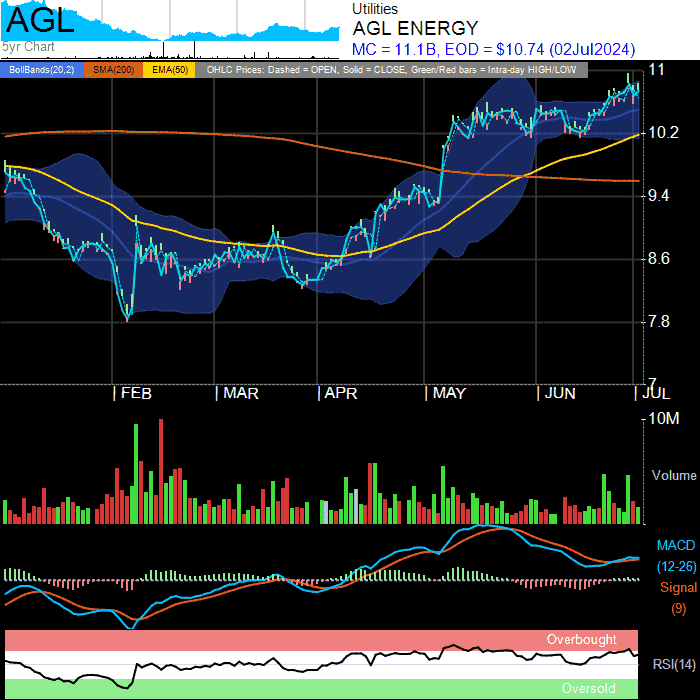 AGL
5yr Chart
Utilities
AGL ENERGY
MC = 11.1B, EOD = $10.74 (02Jul2024)
BollBands(20,2) SMA(200) EMA(50) OHLC Prices: Dashed = OPEN, Solid = CLOSE, Green/Red bars = Intra-day HIGH/LOW
11
10.2
9.4
8.6
7.8
7
FEB MAR APR MAY JUN JUL
10M
Volume
MACD
(12-26)
Signal
(9)
Overbought
RSI(14)
Oversold